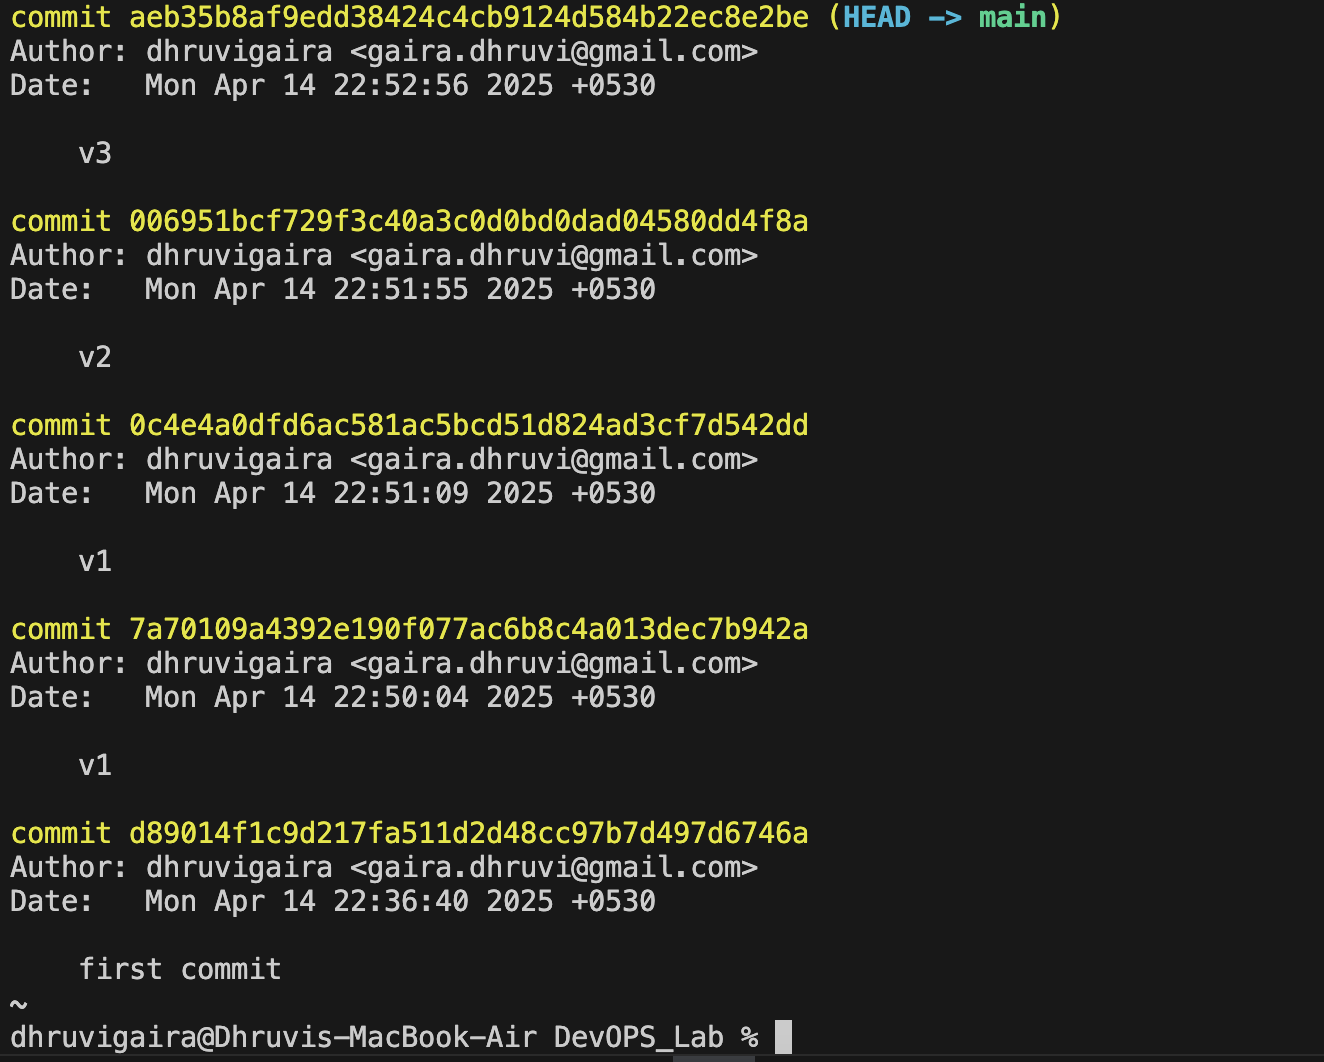 commit aeb35b8af9edd38424c4cb9124d584b22ec8e2be (HEAD -> main)
Author: dhruvigaira <gaira.dhruvi@gmail.com>
Date:   Mon Apr 14 22:52:56 2025 +0530
v3
commit 006951bcf729f3c40a3c0d0bd0dad04580dd4f8a
Author: dhruvigaira <gaira.dhruvi@gmail.com>
Date:   Mon Apr 14 22:51:55 2025 +0530
v2
commit 0c4e4a0dfd6ac581ac5bcd51d824ad3cf7d542dd
Author: dhruvigaira <gaira.dhruvi@gmail.com>
Date:   Mon Apr 14 22:51:09 2025 +0530
v1
commit 7a70109a4392e190f077ac6b8c4a013dec7b942a
Author: dhruvigaira <gaira.dhruvi@gmail.com>
Date:   Mon Apr 14 22:50:04 2025 +0530
v1
commit d89014f1c9d217fa511d2d48cc97b7d497d6746a
Author: dhruvigaira <gaira.dhruvi@gmail.com>
Date:   Mon Apr 14 22:36:40 2025 +0530
first commit
~
dhruvigaira@Dhruvis-MacBook-Air DevOPS_Lab %